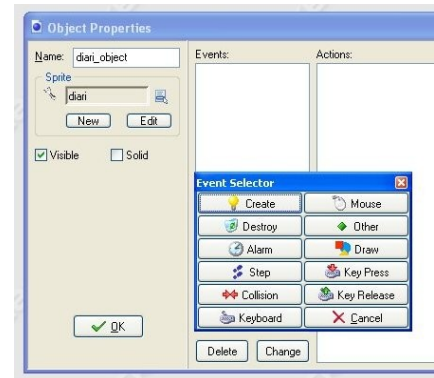 Object Properties
Name: diari_object
Sprite
diari
New Edit
Visible Solid
OK
Events:
Actions:
Event Selector
Create Mouse
Destroy Other
Alarm Draw
Step Key Press
Collision Key Release
Keyboard Cancel
Delete Change